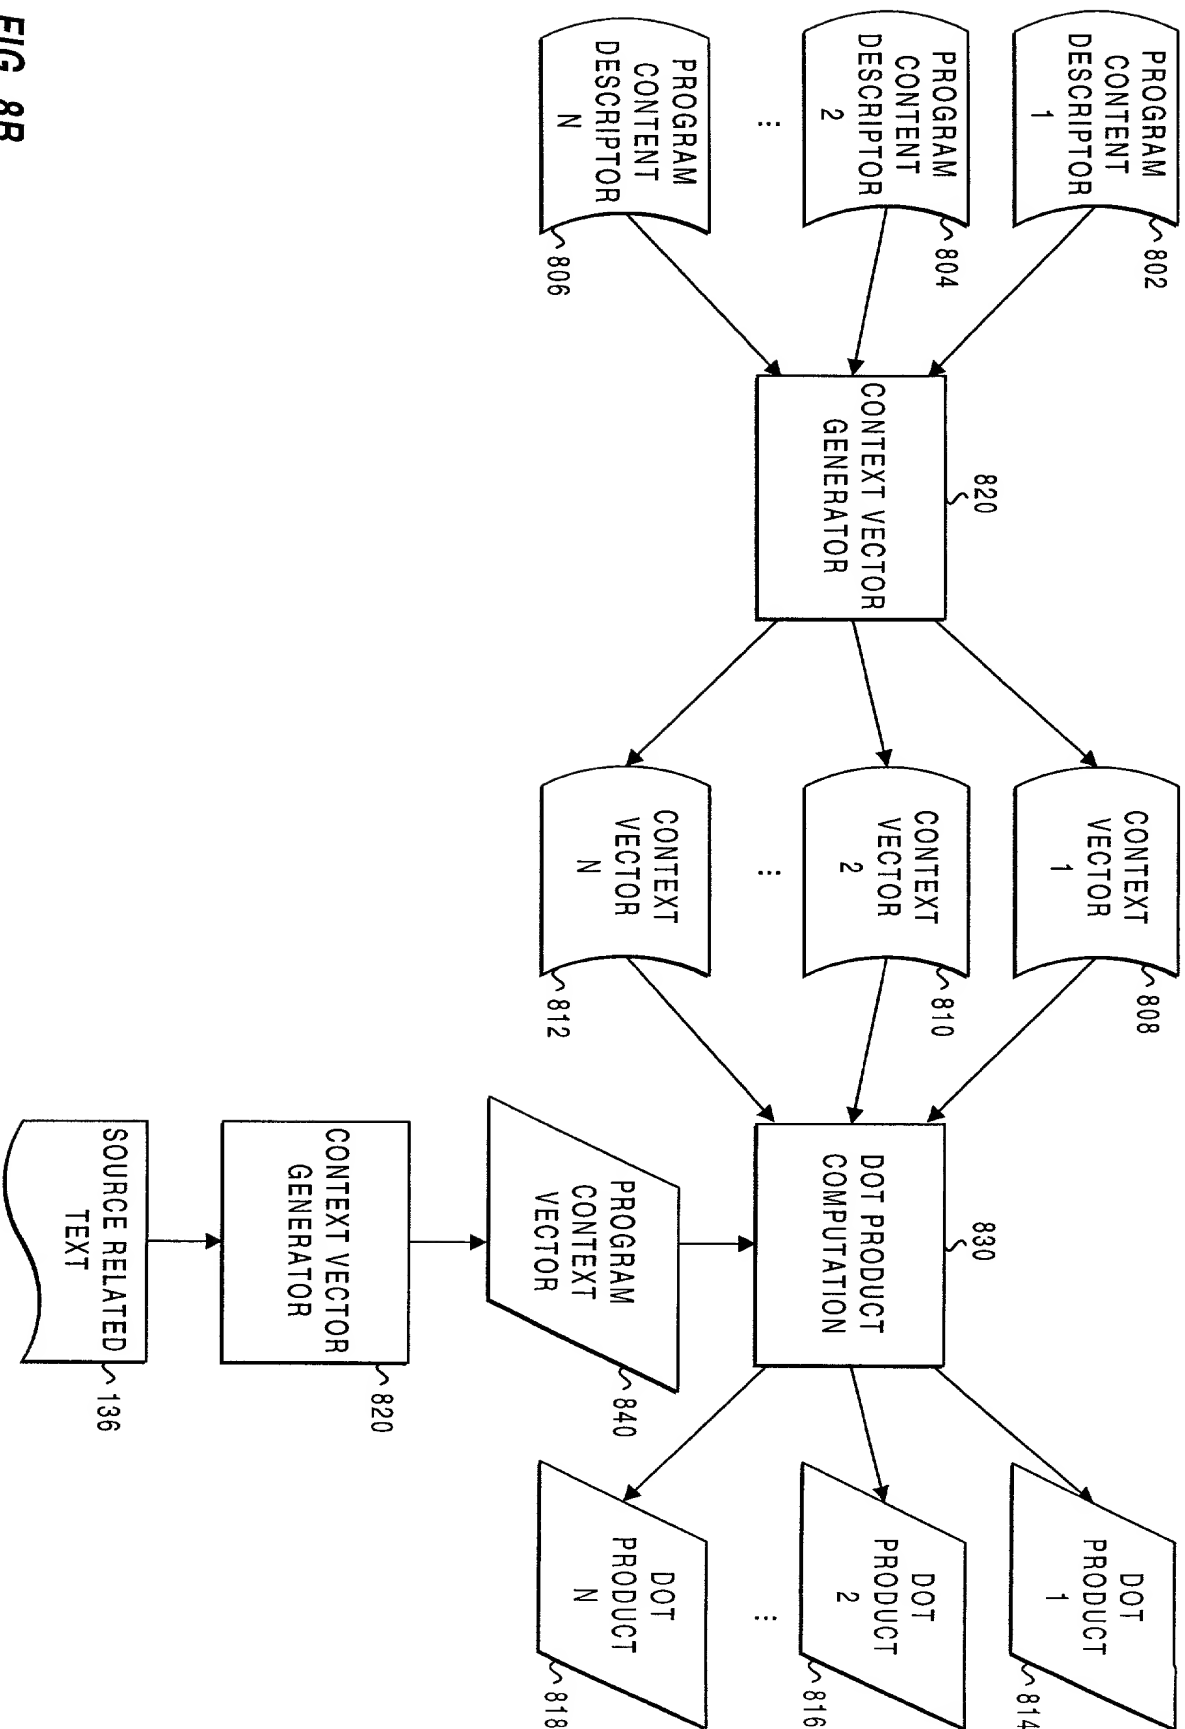 PROGRAM
CONTENT
DESCRIPTOR
1
802
PROGRAM
CONTENT
DESCRIPTOR
2
804
...
PROGRAM
CONTENT
DESCRIPTOR
N
806
820
CONTEXT VECTOR
GENERATOR
CONTEXT
VECTOR
1
808
CONTEXT
VECTOR
2
810
...
CONTEXT
VECTOR
N
812
830
DOT PRODUCT
COMPUTATION
PROGRAM
CONTEXT
VECTOR
840
CONTEXT VECTOR
GENERATOR
820
SOURCE RELATED
TEXT
136
DOT
PRODUCT
1
814
DOT
PRODUCT
2
816
...
DOT
PRODUCT
N
818
FIG 8B